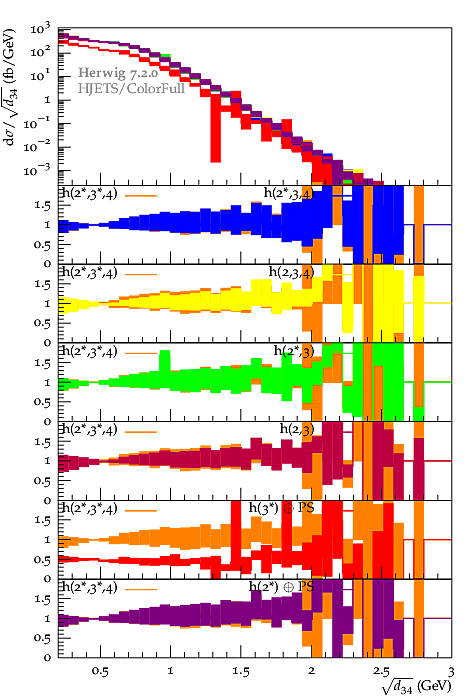 dσ/√d₃₄ (fb/GeV)
10³
10²
10¹
1
10⁻¹
10⁻²
10⁻³
Herwig 7.2.0
HJETS/ColorFull
h(2*,3*,4) h(2*,3,4)
1.5
1
0.5
0
h(2*,3*,4) h(2,3,4)
1.5
1
0.5
0
h(2*,3*,4) h(2*,3)
1.5
1
0.5
0
h(2*,3*,4) h(2,3)
1.5
1
0.5
0
h(2*,3*,4) h(3*) ⊕ PS
1.5
1
0.5
0
h(2*,3*,4) h(2*) ⊕ PS
1.5
1
0.5
0
0.5 1 1.5 2 2.5 3
√d₃₄ (GeV)